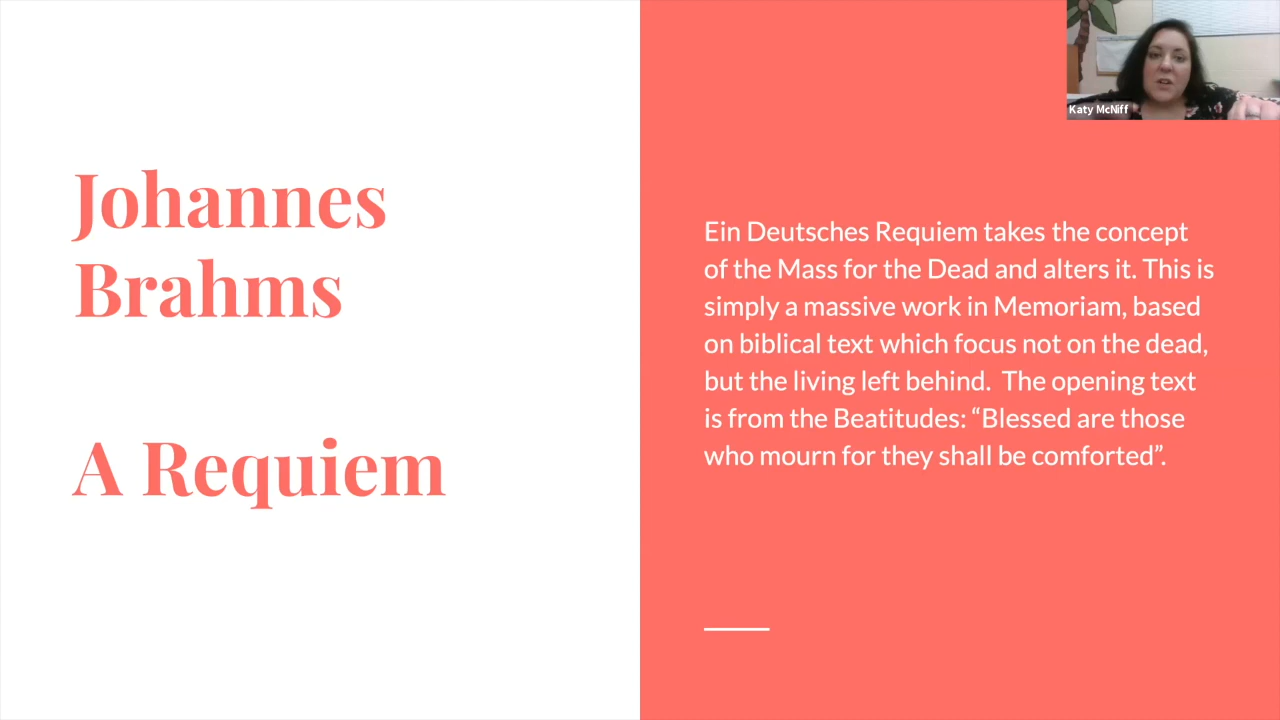 Johannes
Brahms
A Requiem
Katy McNiff
Ein Deutsches Requiem takes the concept
of the Mass for the Dead and alters it. This is
simply a massive work in Memoriam, based
on biblical text which focus not on the dead,
but the living left behind.  The opening text
is from the Beatitudes: “Blessed are those
who mourn for they shall be comforted”.